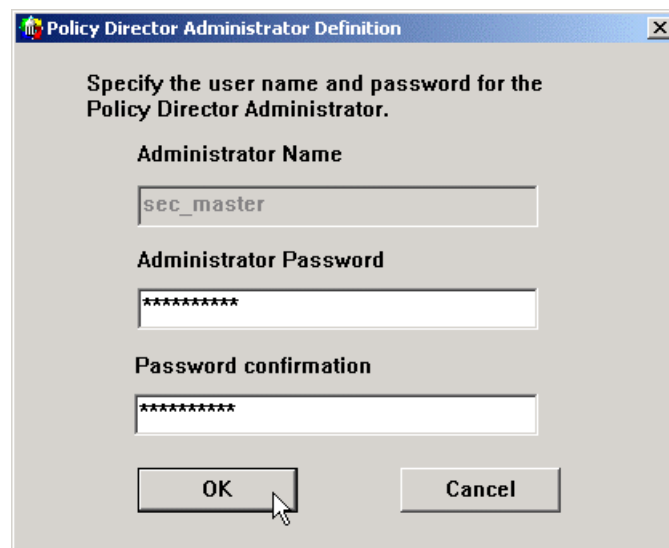 Policy Director Administrator Definition
Specify the user name and password for the
Policy Director Administrator.
Administrator Name
sec_master
Administrator Password
**********
Password confirmation
**********
OK
Cancel